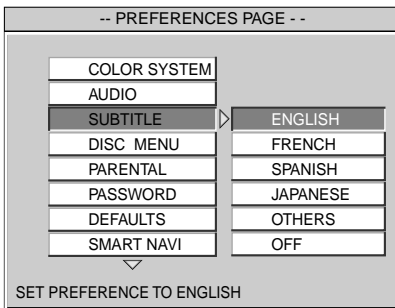 -- PREFERENCES PAGE - -
COLOR SYSTEM
AUDIO
SUBTITLE
DISC MENU
PARENTAL
PASSWORD
DEFAULTS
SMART NAVI
ENGLISH
FRENCH
SPANISH
JAPANESE
OTHERS
OFF
SET PREFERENCE TO ENGLISH